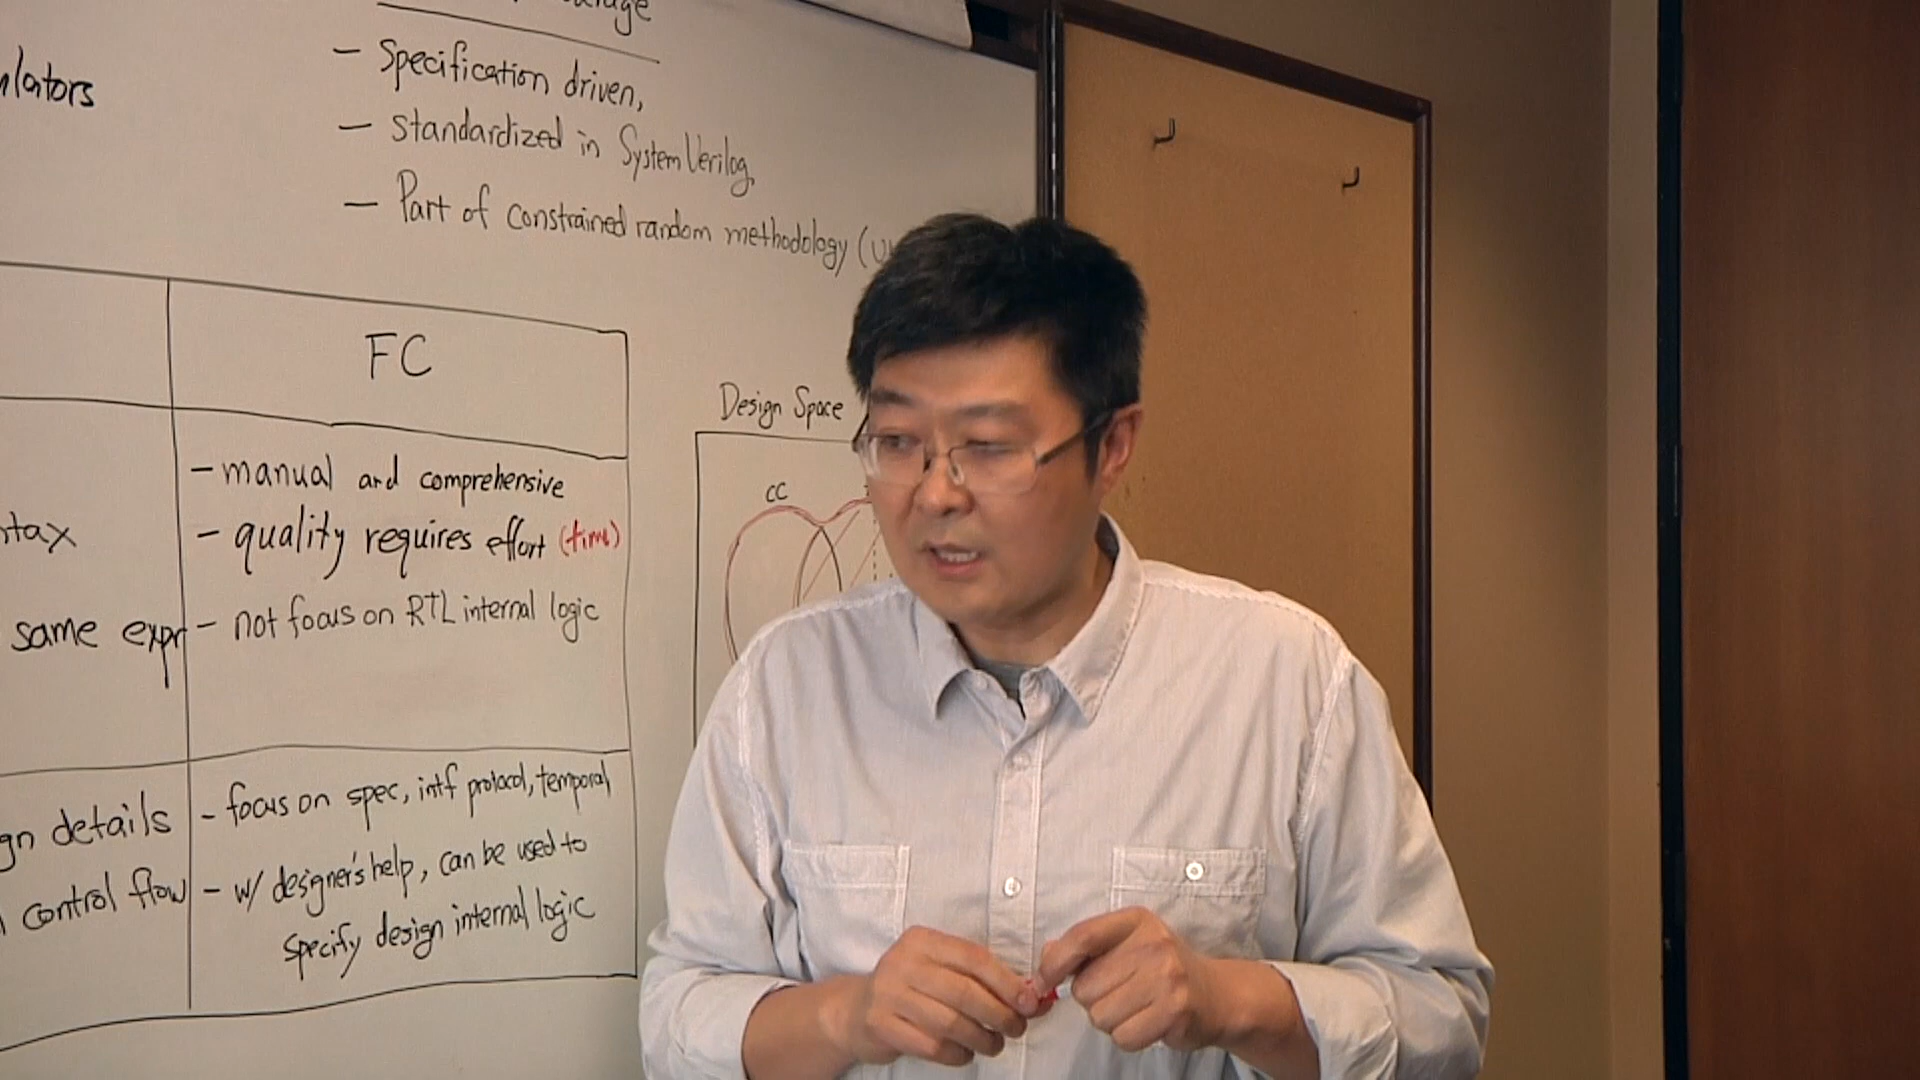 - Specification driven,
ulators
- standardized in SystemVerilog,
- Part of constrained random methodology (U
FC
Design Space
- manual and comprehensive
CC
- quality requires effort (time)
ntax
- not focus on RTL internal logic
same expr
- focus on spec, intf protocol, temporal
gn details
- w/ designer's help, can be used to
control flow
specify design internal logic